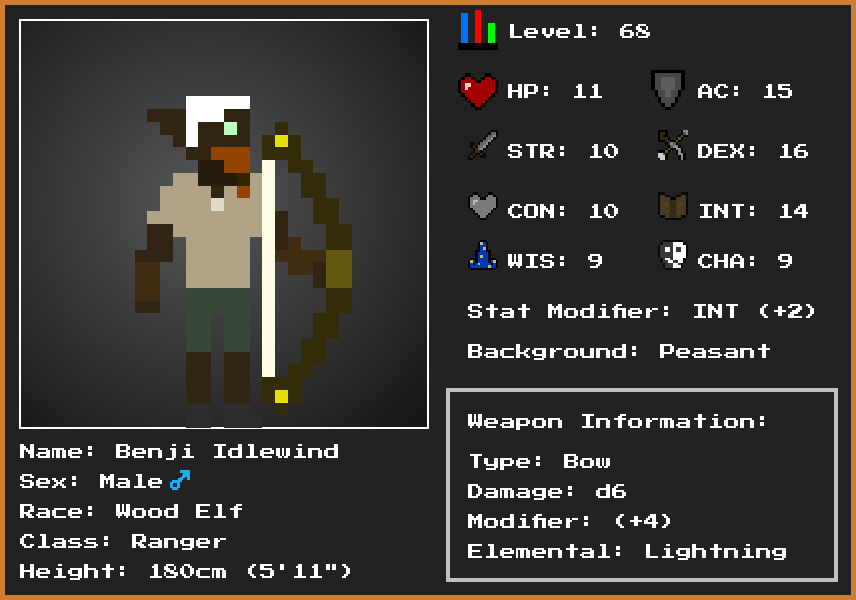 Level: 68
HP: 11
AC: 15
STR: 10
DEX: 16
CON: 10
INT: 14
WIS: 9
CHA: 9
Stat Modifier: INT (+2)
Background: Peasant
Weapon Information:
Type: Bow
Damage: d6
Modifier: (+4)
Elemental: Lightning
Name: Benji Idlewind
Sex: Male♂
Race: Wood Elf
Class: Ranger
Height: 180cm (5'11")